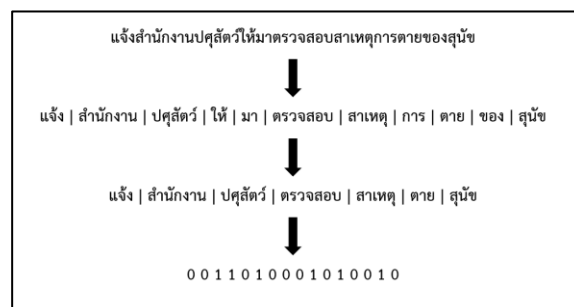 แจ้งสำนักงานปศุสัตว์ให้มาตรวจสอบสาเหตุการตายของสุนัข
แจ้ง | สำนักงาน | ปศุสัตว์ | ให้ | มา | ตรวจสอบ | สาเหตุ | การ | ตาย | ของ | สุนัข
แจ้ง | สำนักงาน | ปศุสัตว์ | ตรวจสอบ | สาเหตุ | ตาย | สุนัข
0 0 1 1 0 1 0 0 0 1 0 1 0 0 1 0